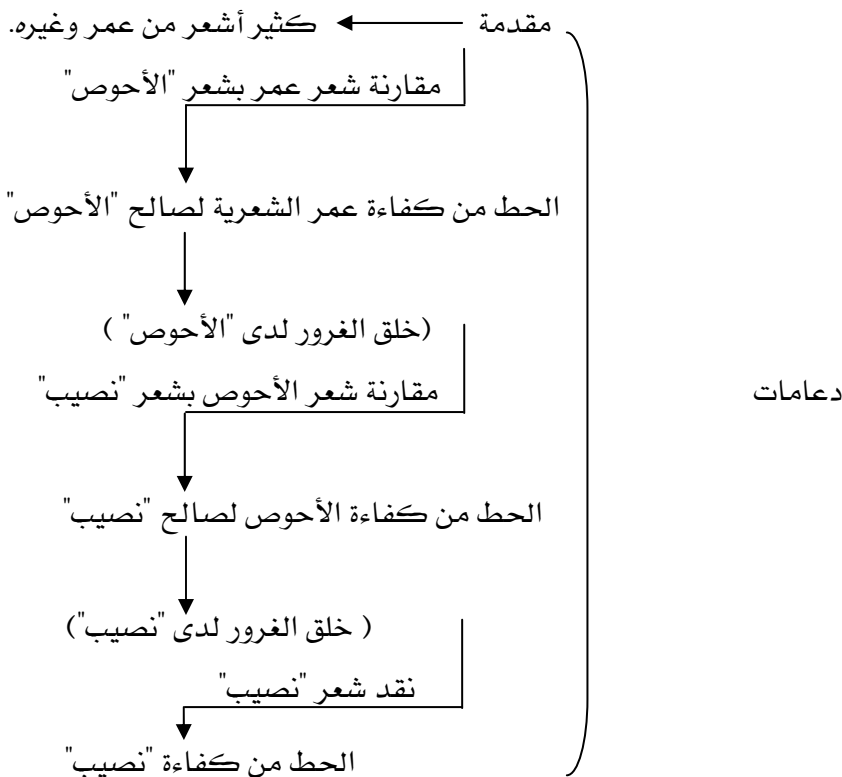 مقدمة كثير أشعر من عمر وغيره.
مقارنة شعر عمر بشعر "الأحوص"
الحط من كفاءة عمر الشعرية لصالح "الأحوص"
(خلق الغرور لدى "الأحوص" )
مقارنة شعر الأحوص بشعر "نصيب"
دعامات
الحط من كفاءة الأحوص لصالح "نصيب"
( خلق الغرور لدى "نصيب")
نقد شعر "نصيب"
الحط من كفاءة "نصيب"